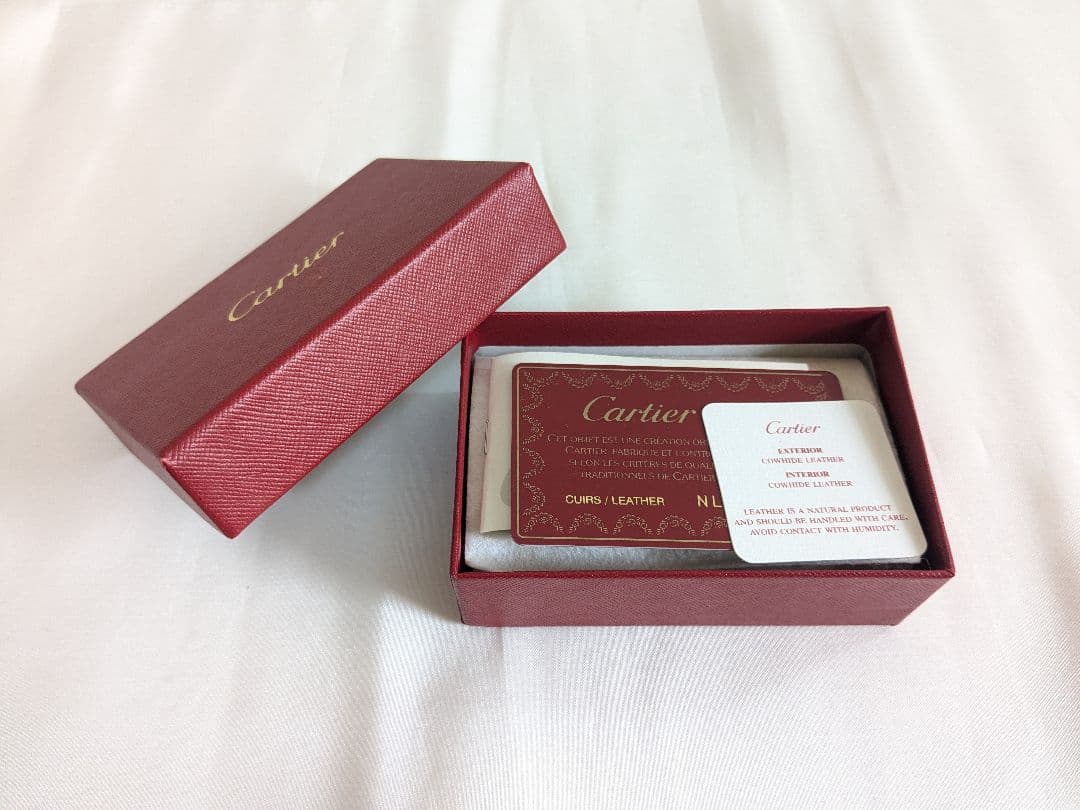 Cartier
Cartier
CET OBJET EST UNE CRÉATION OR
CARTIER, FABRIQUÉ ET CONTR
SELON LES CRITÈRES DE QUAL
TRADITIONNELS DE CARTIER
CUIRS / LEATHER NL
Cartier
EXTERIOR
COWHIDE LEATHER
INTERIOR
COWHIDE LEATHER
LEATHER IS A NATURAL PRODUCT
AND SHOULD BE HANDLED WITH CARE.
AVOID CONTACT WITH HUMIDITY.